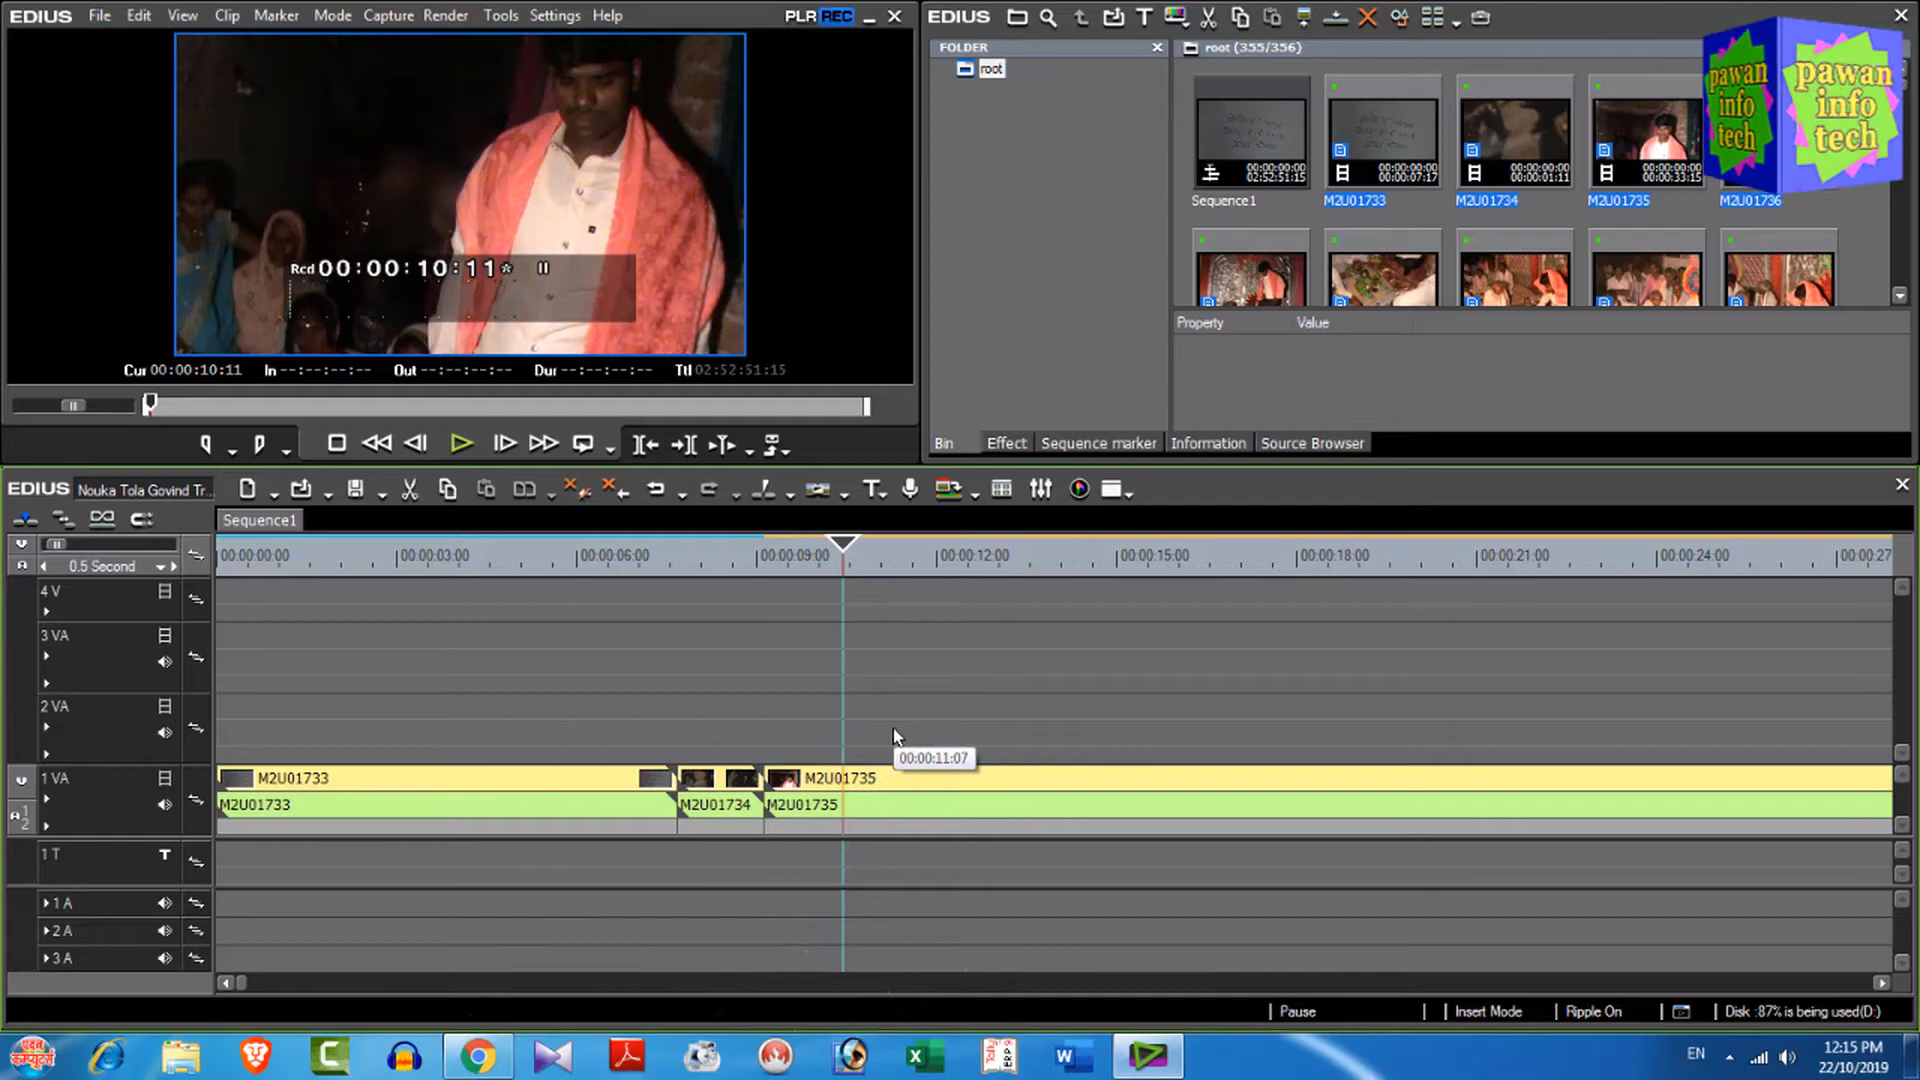 EDIUS File Edit View Clip Marker Mode Capture Render Tools Settings Help PLR REC
Rcd 00:00:10:11*
Cur 00:00:10:11 In --:--:--:-- Out --:--:--:-- Dur --:--:--:-- Ttl 02:52:51:15
EDIUS
FOLDER
root
root (355/356)
00:00:00:00
02:52:51:15
00:00:00:00
00:00:07:17
00:00:00:00
00:00:01:11
00:00:00:00
00:00:33:15
Sequence1 M2U01733 M2U01734 M2U01735 M2U01736
pawan
info
tech
pawan
info
tech
Property Value
Bin Effect Sequence marker Information Source Browser
EDIUS Nouka Tola Govind Tr...
Sequence1
00:00:00:00 00:00:03:00 00:00:06:00 00:00:09:00 00:00:12:00 00:00:15:00 00:00:18:00 00:00:21:00 00:00:24:00 00:00:27
0.5 Second
4 V
3 VA
2 VA
00:00:11:07
1 VA M2U01733 M2U01735
M2U01733 M2U01734 M2U01735
1 T
1 A
2 A
3 A
Pause Insert Mode Ripple On Disk :87% is being used(D:)
EN 12:15 PM
22/10/2019